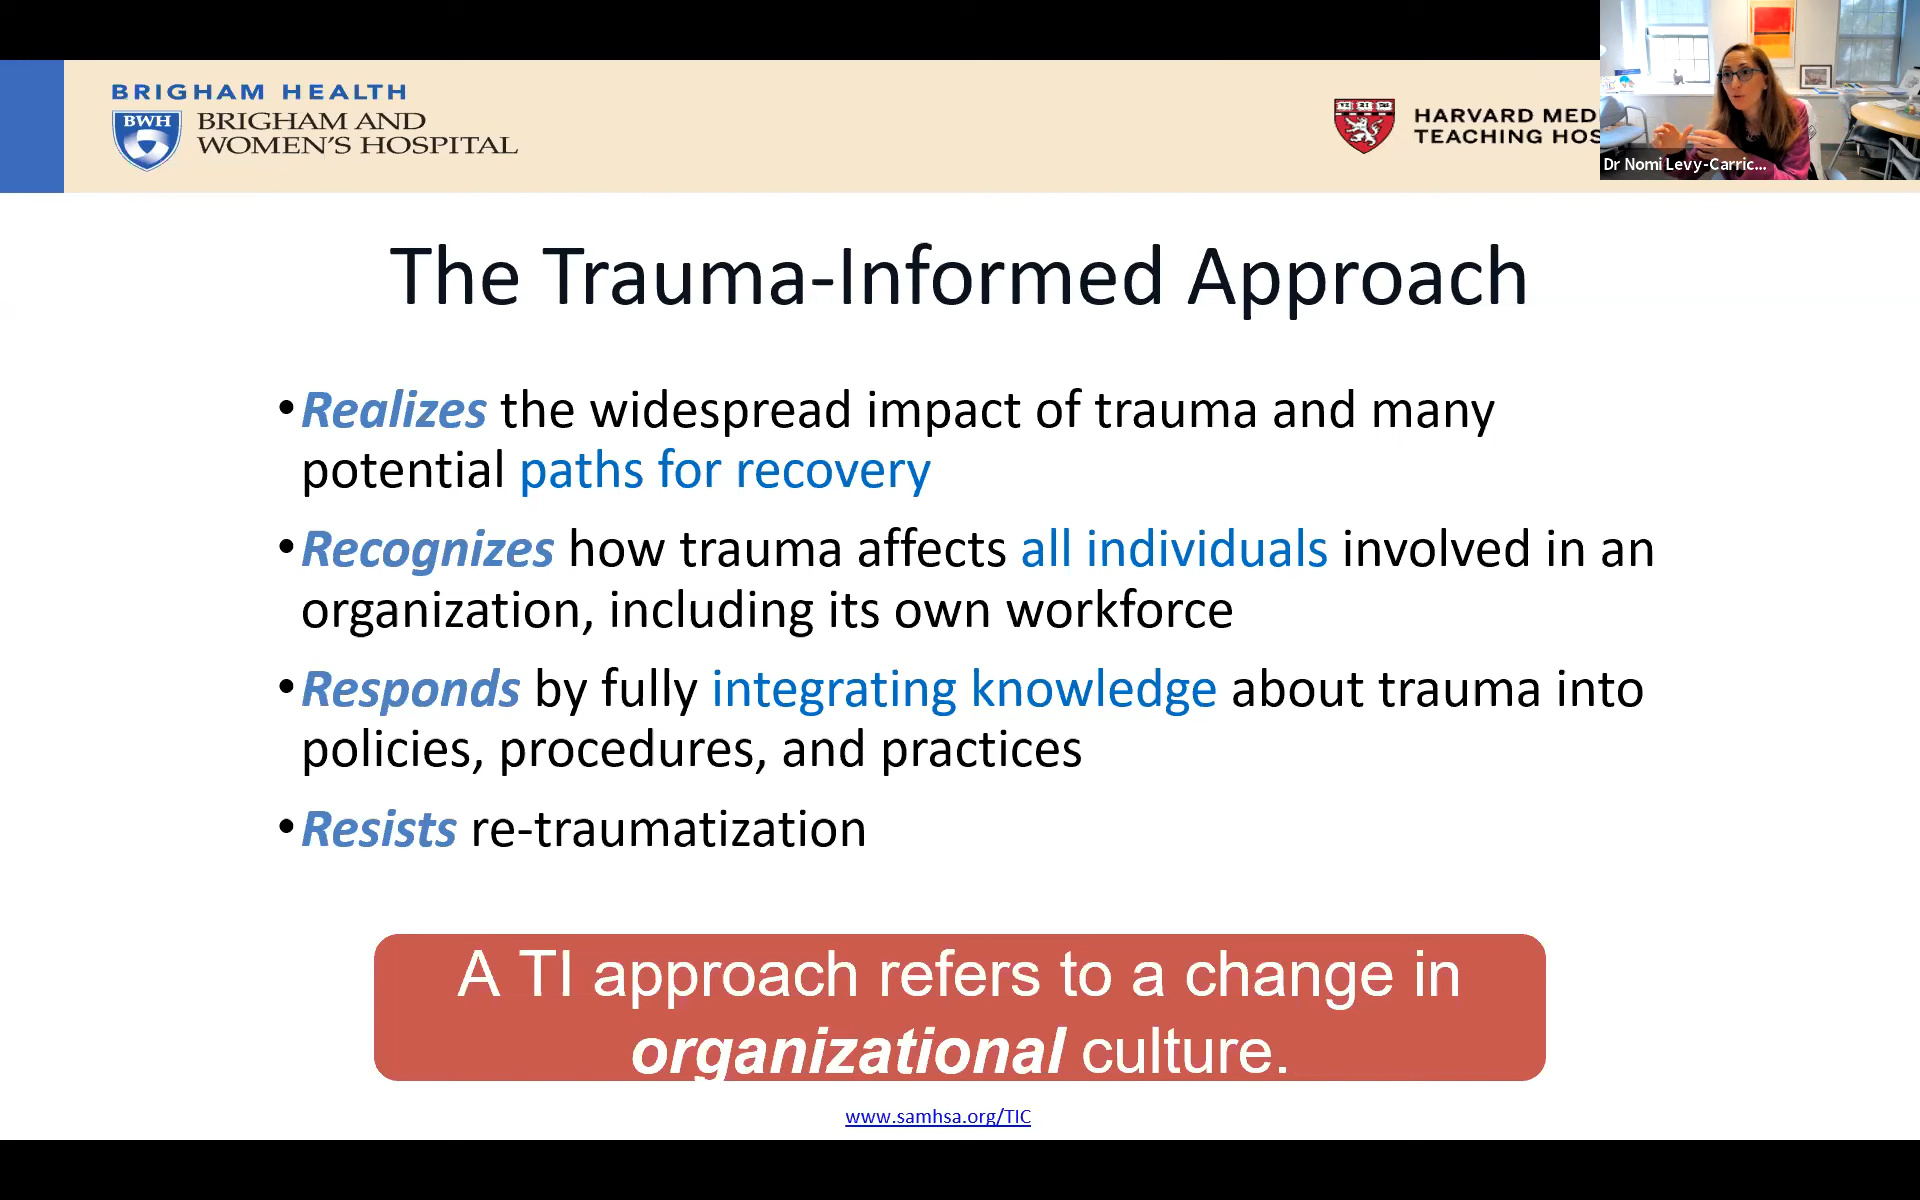 BRIGHAM HEALTH
BWH
BRIGHAM AND
WOMEN'S HOSPITAL
HARVARD MED
TEACHING HOS
Dr Nomi Levy-Carric...
The Trauma-Informed Approach
•Realizes the widespread impact of trauma and many
potential paths for recovery
•Recognizes how trauma affects all individuals involved in an
organization, including its own workforce
•Responds by fully integrating knowledge about trauma into
policies, procedures, and practices
•Resists re-traumatization
A TI approach refers to a change in
organizational culture.
www.samhsa.org/TIC